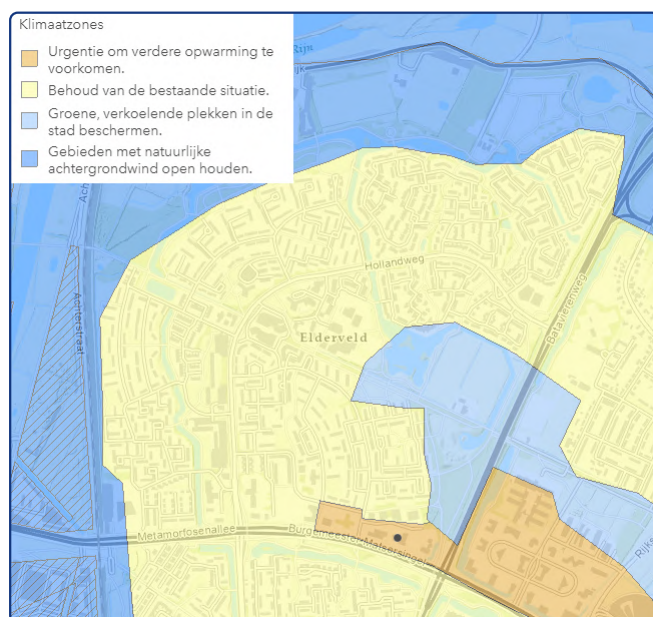 Klimaatzones
Urgentie om verdere opwarming te
voorkomen.
Behoud van de bestaande situatie.
Groene, verkoelende plekken in de
stad beschermen.
Gebieden met natuurlijke
achtergrondwind open houden.
Rijn
Hollandweg
Achterstraat
Elderveld
Batavierenweg
Metamorfosenallee
Burgemeester-Matsersingel